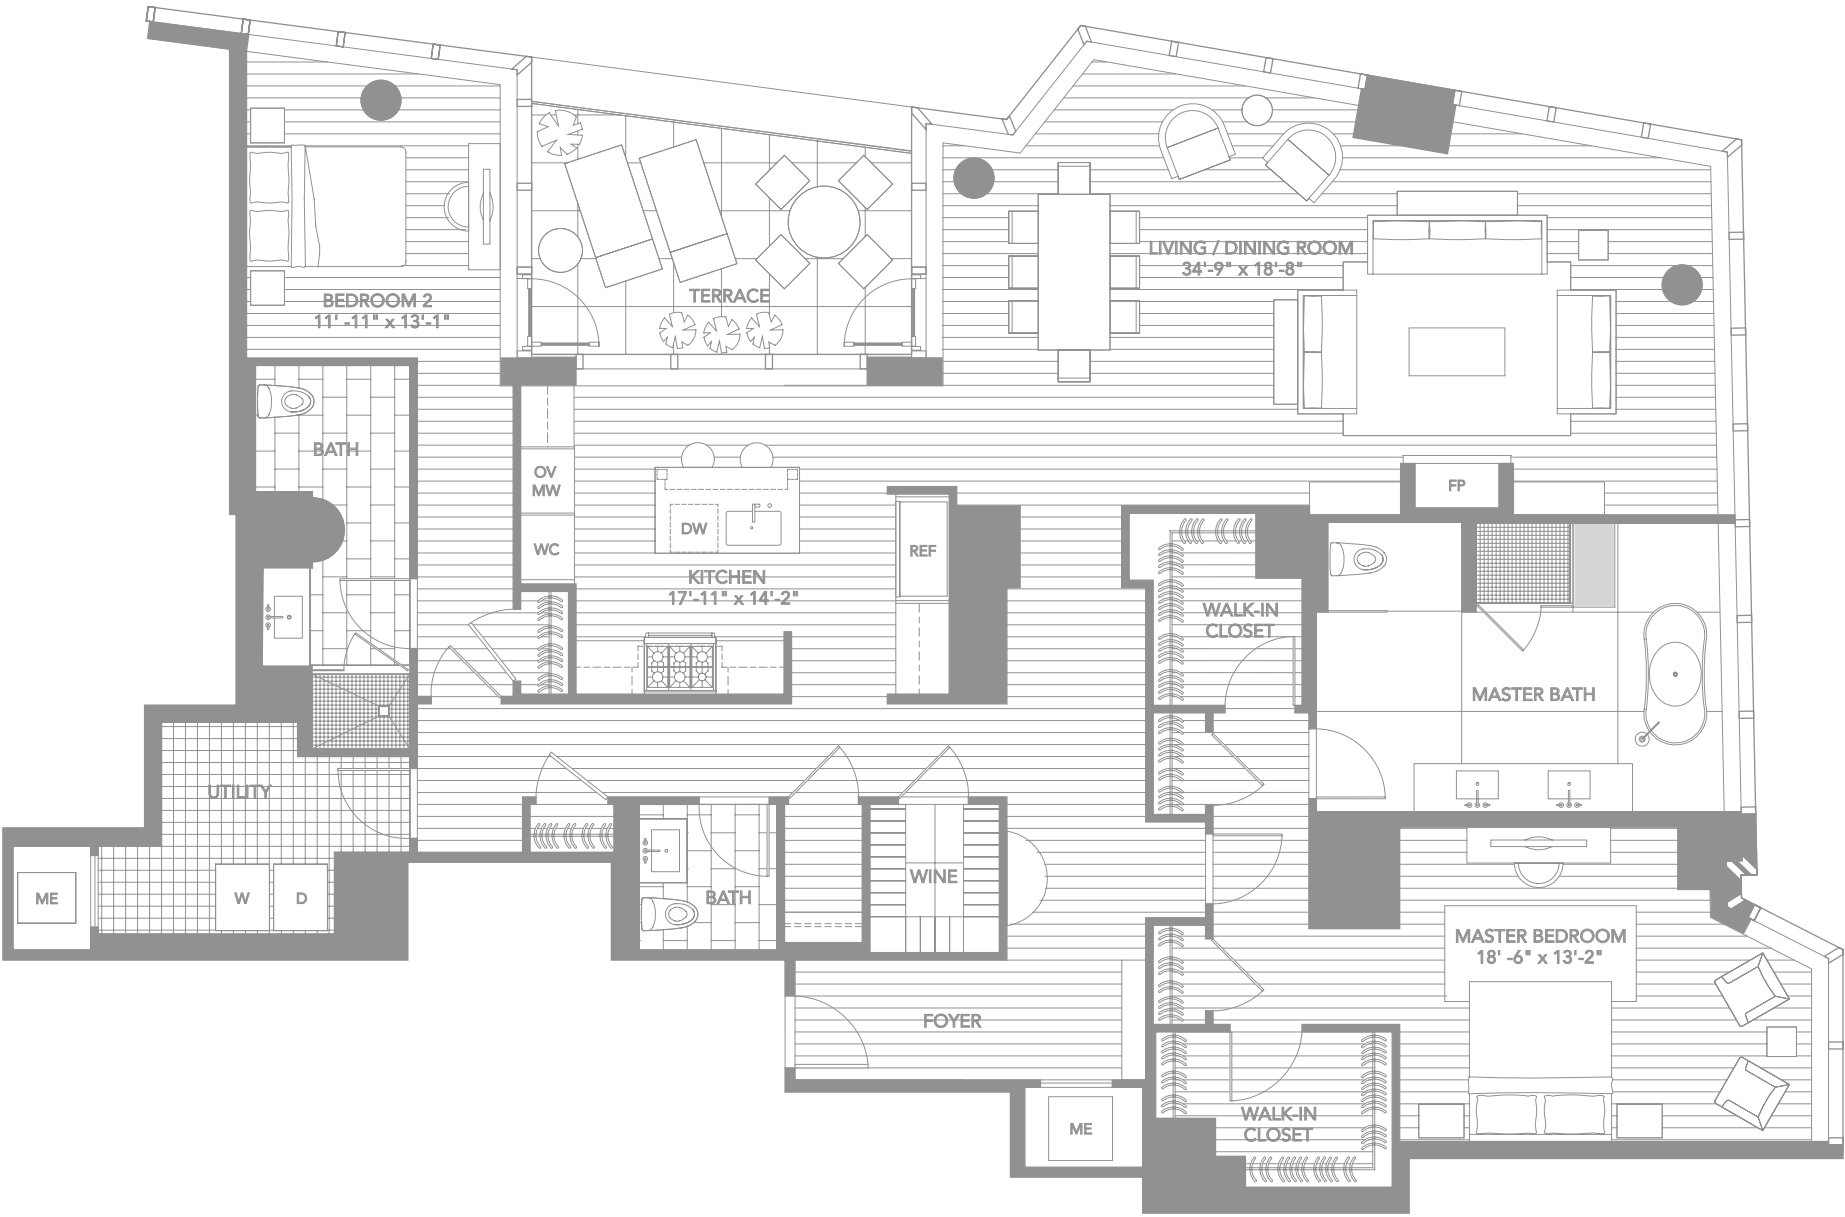 LIVING / DINING ROOM
34'-9" x 18'-8"
TERRACE
BEDROOM 2
11' -11" x 13'-1"
BATH
OV
MW
WC
DW
FP
REF
KITCHEN
17'-11" x 14'-2"
WALK-IN
CLOSET
MASTER BATH
UTILITY
WINE
BATH
ME
W
D
MASTER BEDROOM
18' -6" x 13'-2"
FOYER
ME
WALK-IN
CLOSET